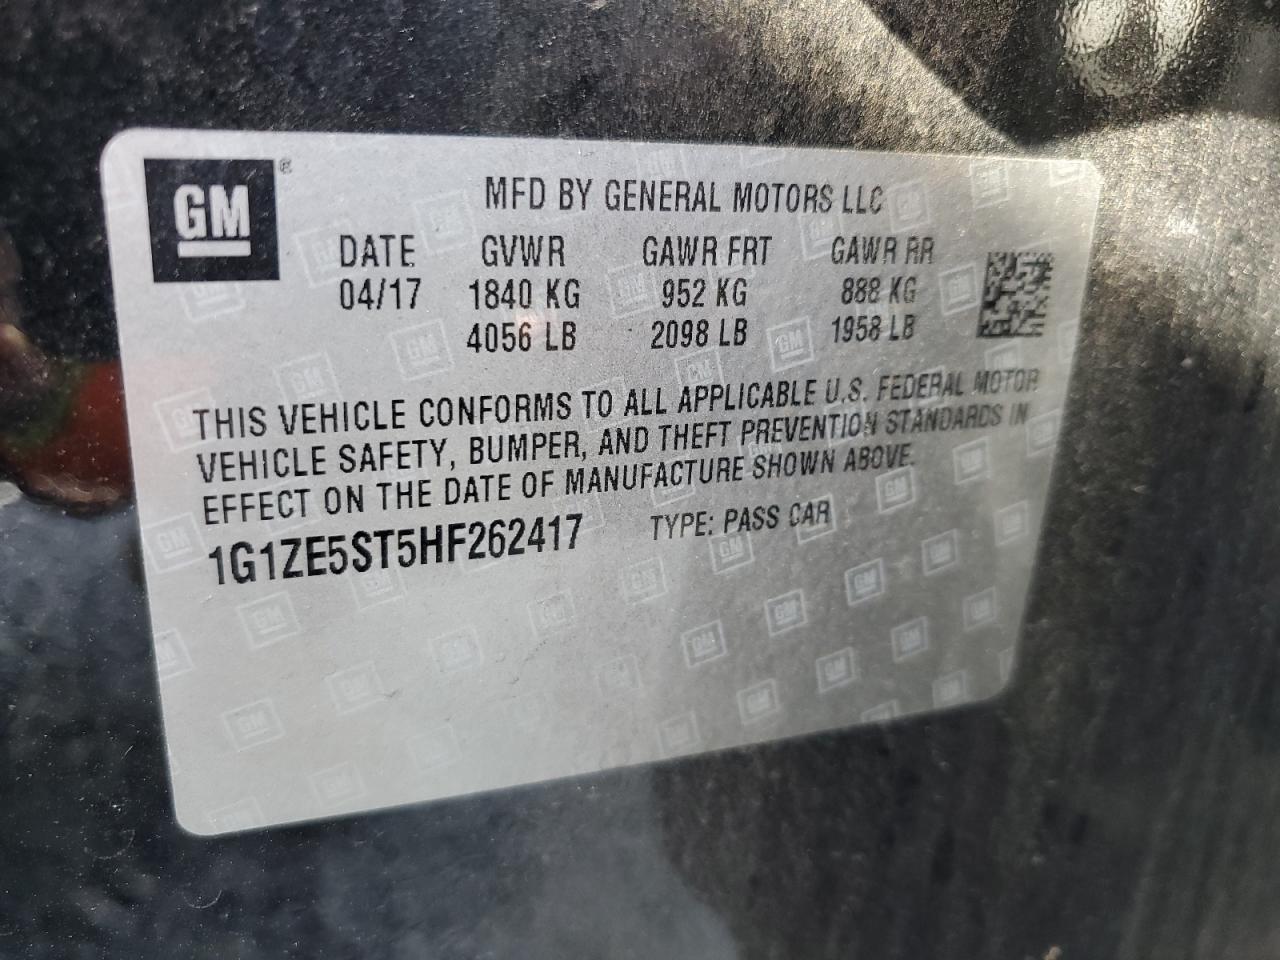 GM ®
MFD BY GENERAL MOTORS LLC
DATE GVWR GAWR FRT GAWR RR
04/17 1840 KG 952 KG 888 KG
4056 LB 2098 LB 1958 LB
THIS VEHICLE CONFORMS TO ALL APPLICABLE U.S. FEDERAL MOTOR
VEHICLE SAFETY, BUMPER, AND THEFT PREVENTION STANDARDS IN
EFFECT ON THE DATE OF MANUFACTURE SHOWN ABOVE.
1G1ZE5ST5HF262417 TYPE: PASS CAR